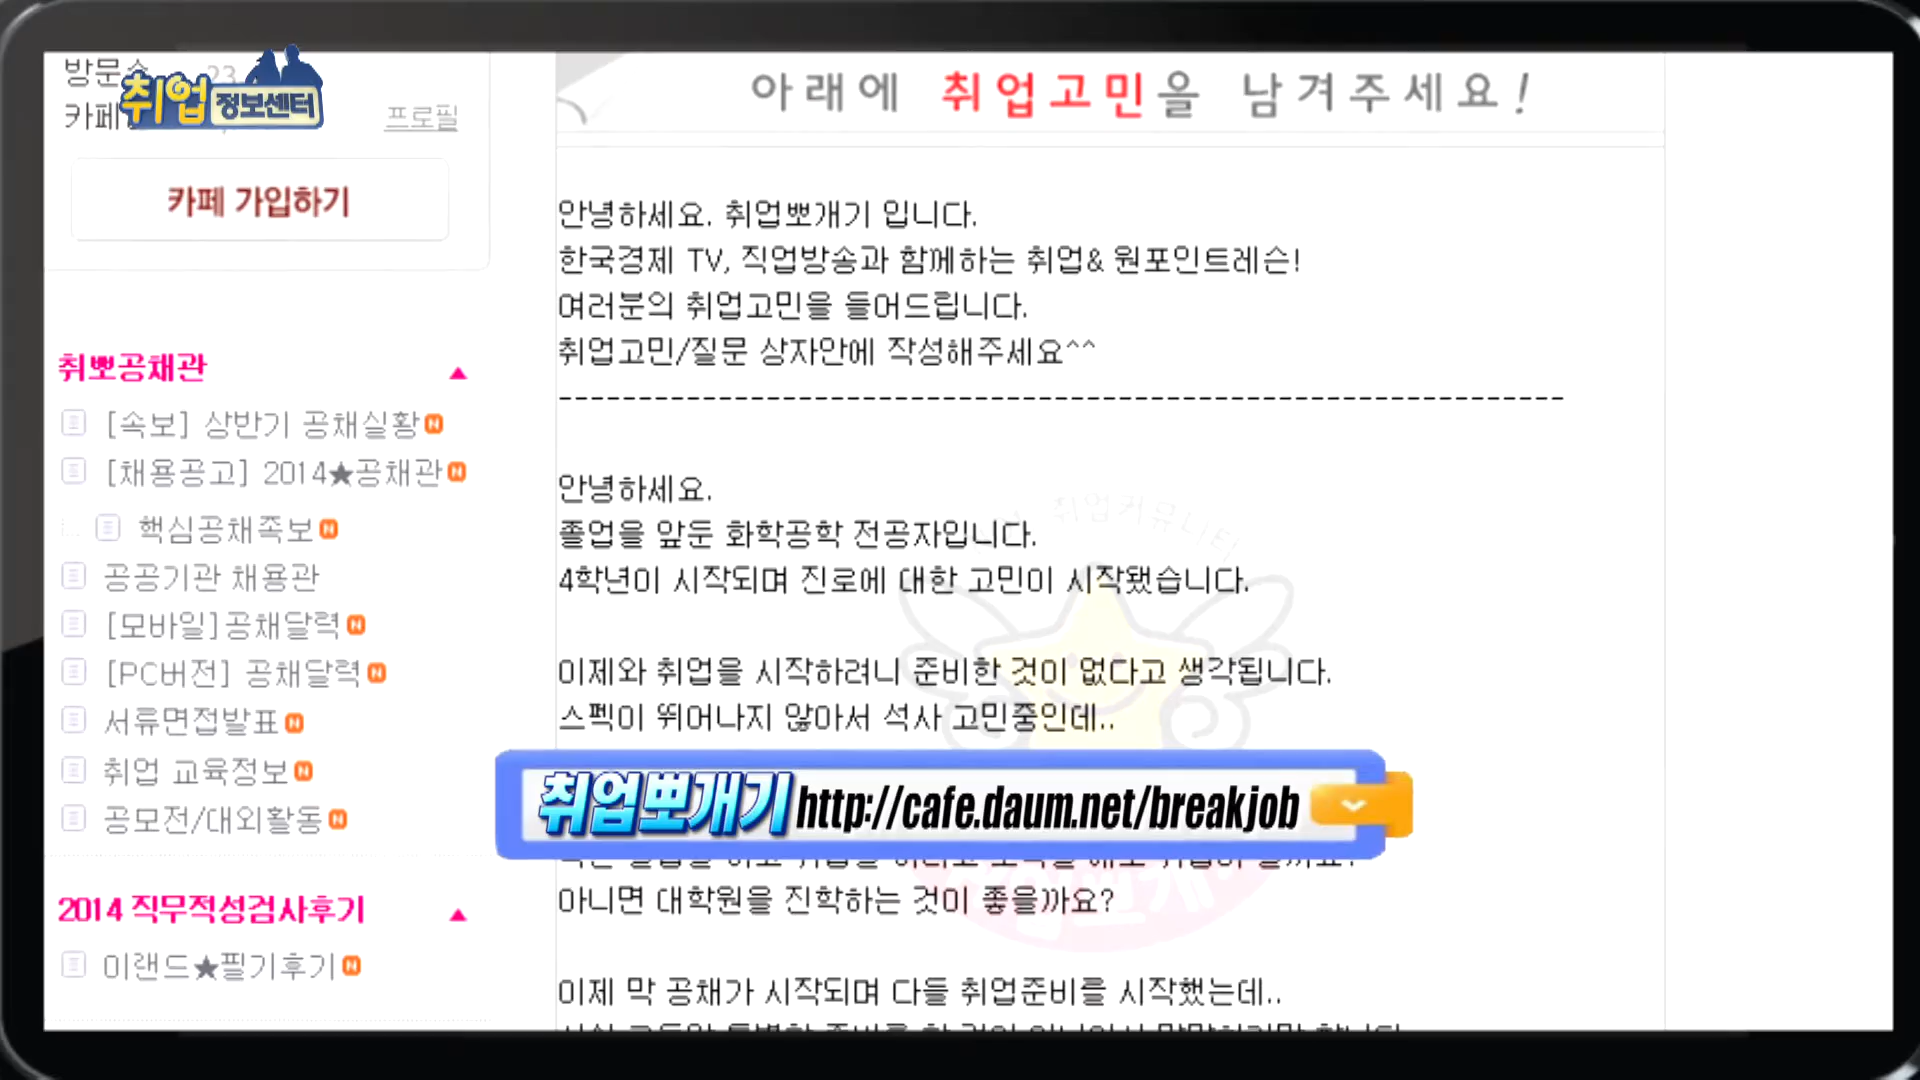 방문
23
카페
취업 정보센터
프로필
카페 가입하기
취뽀공채관
[속보] 상반기 공채실황
[채용공고] 2014★공채관
핵심공채족보
공공기관 채용관
[모바일]공채달력
[PC버전] 공채달력
서류면접발표
취업 교육정보
공모전/대외활동
2014 직무적성검사후기
이랜드★필기후기
아래에 취업고민을 남겨주세요!
안녕하세요. 취업뽀개기 입니다.
한국경제 TV, 직업방송과 함께하는 취업& 원포인트레슨!
여러분의 취업고민을 들어드립니다.
취업고민/질문 상자안에 작성해주세요^^
안녕하세요.
졸업을 앞둔 화학공학 전공자입니다.
4학년이 시작되며 진로에 대한 고민이 시작됐습니다.
이제와 취업을 시작하려니 준비한 것이 없다고 생각됩니다.
스펙이 뛰어나지 않아서 석사 고민중인데..
취업뽀개기 http://cafe.daum.net/breakjob
아니면 대학원을 진학하는 것이 좋을까요?
이제 막 공채가 시작되며 다들 취업준비를 시작했는데..